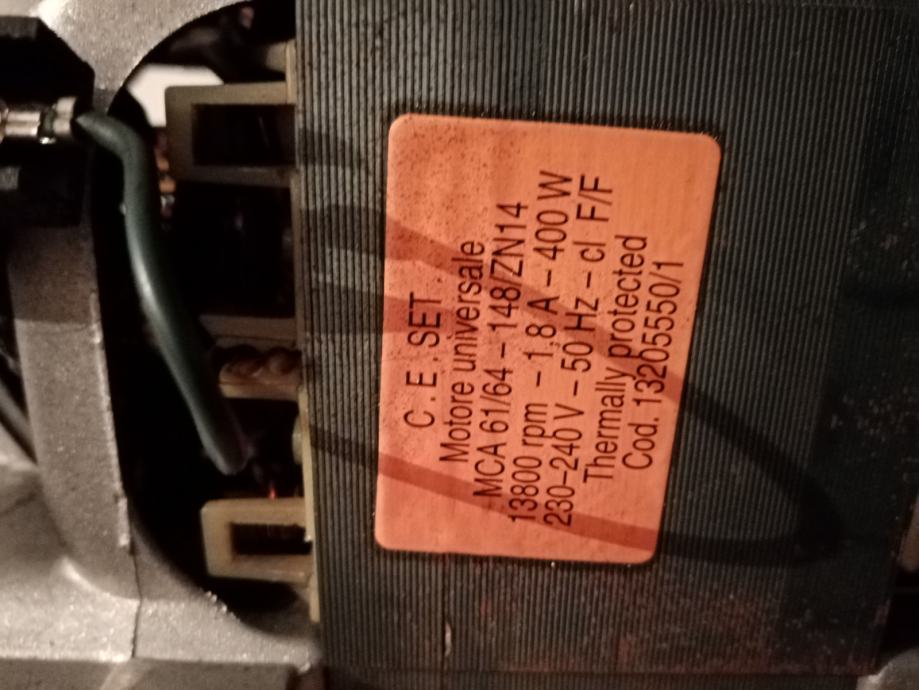 C.E.SET.
Motore universale
MCA 61/64 - 148/ZN14
13800 rpm - 1,8 A - 400 W
230-240 V - 50 Hz - cl F/F
Thermally protected
Cod. 13205550/1